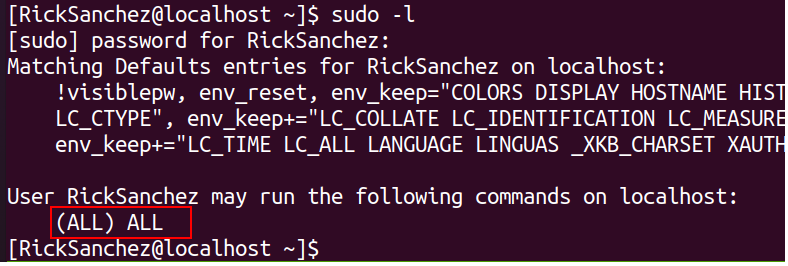 [RickSanchez@localhost ~]$ sudo -l
[sudo] password for RickSanchez:
Matching Defaults entries for RickSanchez on localhost:
    !visiblepw, env_reset, env_keep="COLORS DISPLAY HOSTNAME HIST
    LC_CTYPE", env_keep+="LC_COLLATE LC_IDENTIFICATION LC_MEASURE
    env_keep+="LC_TIME LC_ALL LANGUAGE LINGUAS _XKB_CHARSET XAUTH
User RickSanchez may run the following commands on localhost:
    (ALL) ALL
[RickSanchez@localhost ~]$